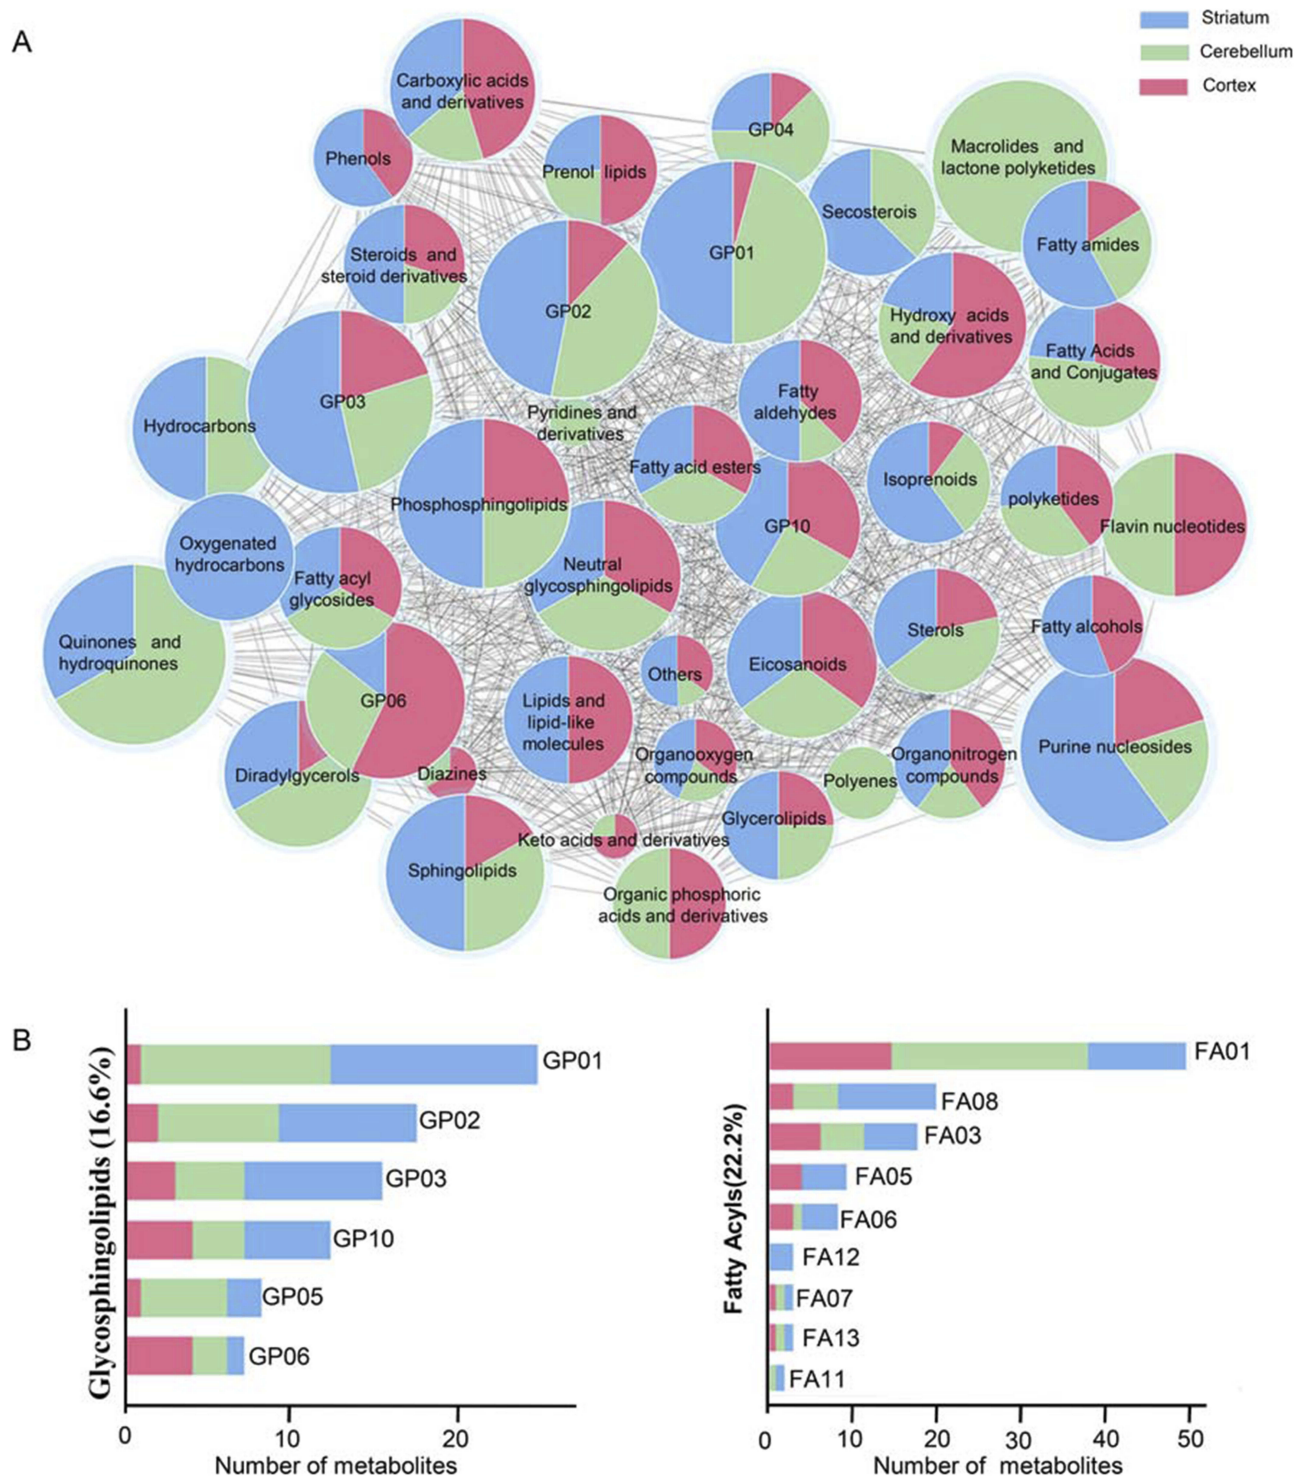 A
Striatum
Cerebellum
Cortex
Carboxylic acids
and derivatives
GP04
Phenols
Prenol lipids
Macrolides and
lactone polyketides
Secosterois
Fatty amides
Steroids and
steroid derivatives
GP01
GP02
Hydroxy acids
and derivatives
Fatty Acids
and Conjugates
GP03
Fatty
aldehydes
Hydrocarbons
Pyridines and
derivatives
Fatty acid esters
Isoprenoids
Phosphosphingolipids
polyketides
GP10
Flavin nucleotides
Oxygenated
hydrocarbons
Fatty acyl
glycosides
Neutral
glycosphingolipids
Quinones and
hydroquinones
Sterols
Fatty alcohols
Others
Eicosanoids
GP06
Lipids and
lipid-like
molecules
Purine nucleosides
Diradylgycerols
Diazines
Organooxygen
compounds
Polyenes
Organonitrogen
compounds
Glycerolipids
Keto acids and derivatives
Sphingolipids
Organic phosphoric
acids and derivatives
B
Glycosphingolipids (16.6%)
GP01
GP02
GP03
GP10
GP05
GP06
0 10 20
Number of metabolites
Fatty Acyls(22.2%)
FA01
FA08
FA03
FA05
FA06
FA12
FA07
FA13
FA11
0 10 20 30 40 50
Number of metabolites